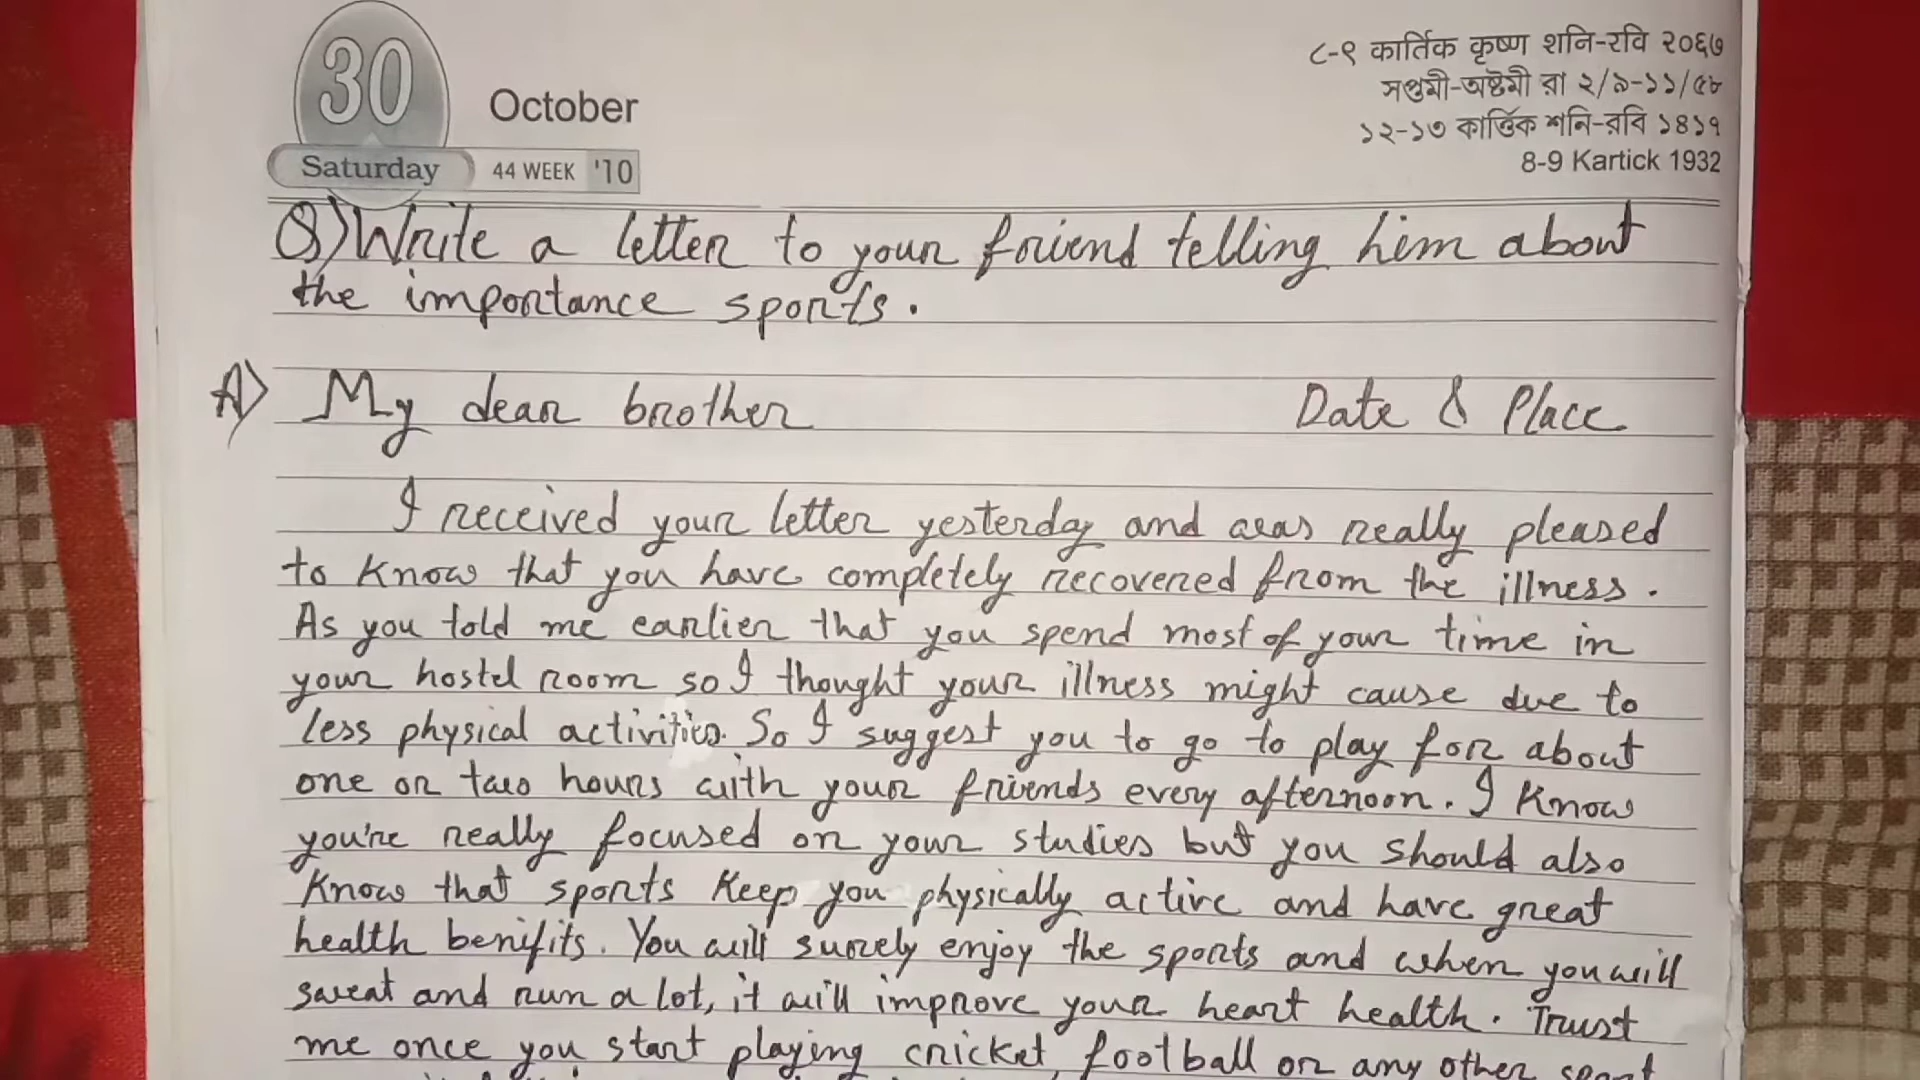 30
October
Saturday
44 WEEK '10
८-९ कार्तिक कृष्ण शनि-रवि २०६७
সপ্তমী-অষ্টমী রা ২/৯-১১/৫৮
১২-১৩ কার্ত্তিক শনি-রবি ১৪১৭
8-9 Kartick 1932
Q) Write a letter to your friend telling him about
the importance sports.
A) My dear brother Date & Place
I received your letter yesterday and was really pleased
to know that you have completely recovered from the illness.
As you told me earlier that you spend most of your time in
your hostel room so I thought your illness might cause due to
less physical activities. So I suggest you to go to play for about
one or two hours with your friends every afternoon. I know
you're really focused on your studies but you should also
know that sports keep you physically active and have great
health benifits. You will surely enjoy the sports and when you will
sweat and run a lot, it will improve your heart health. Trust
me once you start playing cricket, football or any other sport